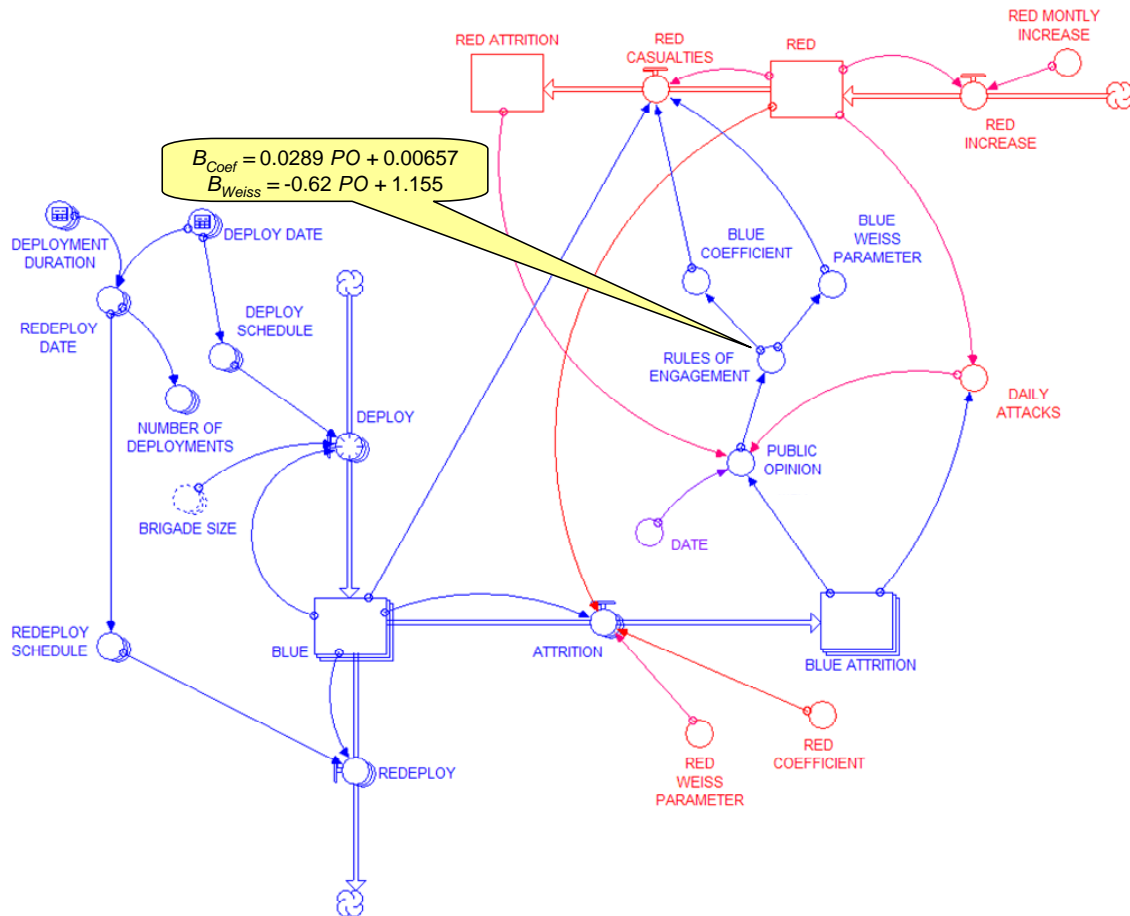 RED MONTLY
INCREASE
RED ATTRITION
RED
CASUALTIES
RED
RED
INCREASE
B_Coef = 0.0289 PO + 0.00657
B_Weiss = -0.62 PO + 1.155
DEPLOYMENT
DURATION
DEPLOY DATE
BLUE
COEFFICIENT
BLUE
WEISS
PARAMETER
REDEPLOY
DATE
DEPLOY
SCHEDULE
RULES OF
ENGAGEMENT
DAILY
ATTACKS
NUMBER OF
DEPLOYMENTS
DEPLOY
PUBLIC
OPINION
BRIGADE SIZE
DATE
REDEPLOY
SCHEDULE
BLUE
ATTRITION
BLUE ATTRITION
REDEPLOY
RED
WEISS
PARAMETER
RED
COEFFICIENT